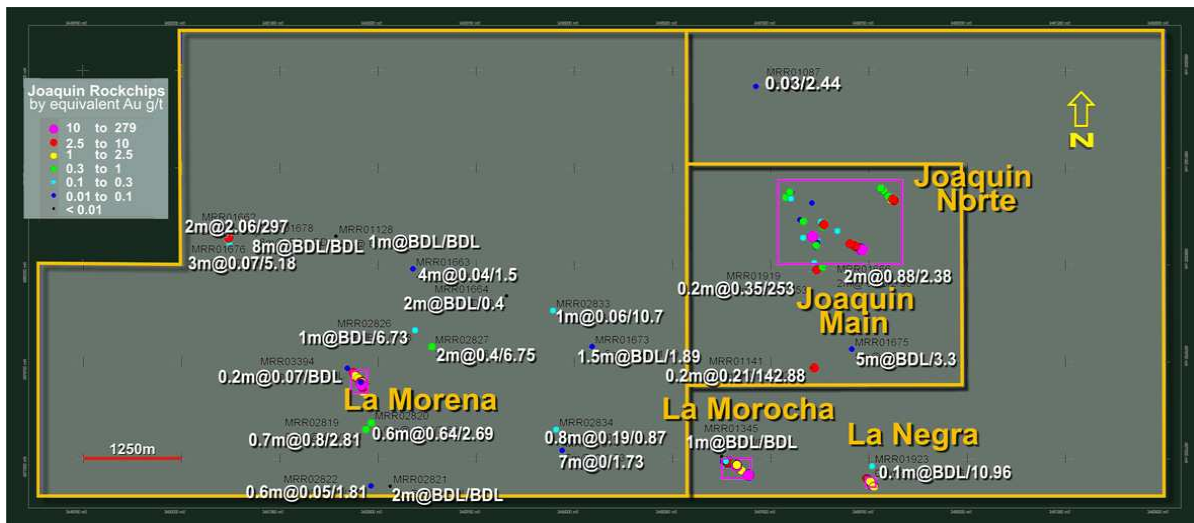 Joaquin Rockchips
by equivalent Au g/t
10 to 279
2.5 to 10
1 to 2.5
0.3 to 1
0.1 to 0.3
0.01 to 0.1
< 0.01
MRR01087
0.03/2.44
N
Joaquin
Norte
MRR01662
2m@2.06/297
01678
8m@BDL/BDL
MRR01128
1m@BDL/BDL
MRR01676
3m@0.07/5.18
MRR01663
4m@0.04/1.5
MRR01664
2m@BDL/0.4
MRR01919
0.2m@0.35/253
2m@0.88/2.38
Joaquin
Main
MRR02833
1m@0.06/10.7
MRR02826
1m@BDL/6.73
MRR02827
2m@0.4/6.75
MRR01673
1.5m@BDL/1.89
MRR01675
5m@BDL/3.3
MRR03394
0.2m@0.07/BDL
MRR01141
0.2m@0.21/142.88
La Morena
La Morocha
La Negra
MRR02819
0.7m@0.8/2.81
MRR02820
0.6m@0.64/2.69
MRR02834
0.8m@0.19/0.87
7m@0/1.73
MRR01345
1m@BDL/BDL
MRR01923
0.1m@BDL/10.96
1250m
MRR02822
0.6m@0.05/1.81
MRR02821
2m@BDL/BDL